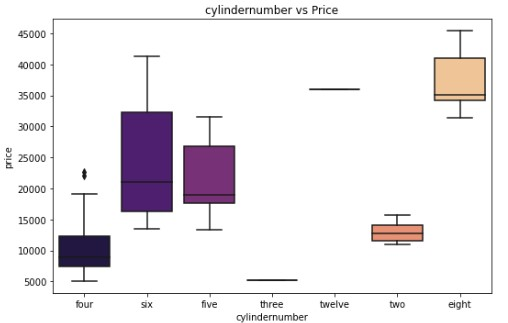 cylindernumber vs Price
45000
40000
35000
30000
25000
20000
15000
10000
5000
price
four six five three twelve two eight
cylindernumber